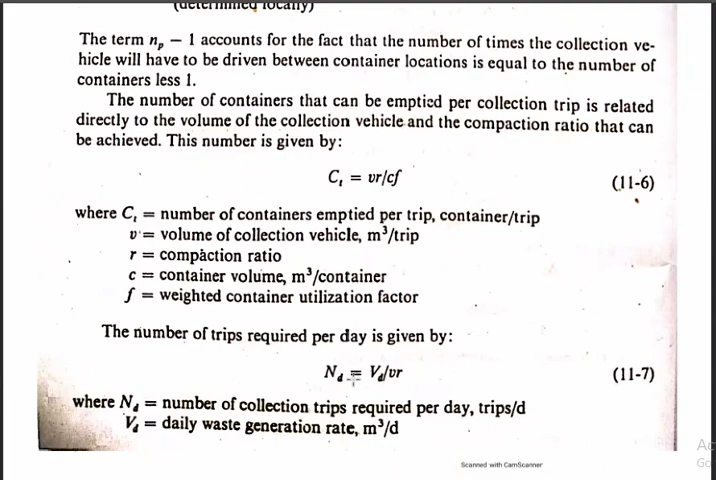 (determined locally)
The term nₚ − 1 accounts for the fact that the number of times the collection ve-
hicle will have to be driven between container locations is equal to the number of
containers less 1.
The number of containers that can be emptied per collection trip is related
directly to the volume of the collection vehicle and the compaction ratio that can
be achieved. This number is given by:
Cₜ = vr/cf (11-6)
where Cₜ = number of containers emptied per trip, container/trip
v = volume of collection vehicle, m³/trip
r = compaction ratio
c = container volume, m³/container
f = weighted container utilization factor
The number of trips required per day is given by:
N_d = V_d/vr (11-7)
where N_d = number of collection trips required per day, trips/d
V_d = daily waste generation rate, m³/d
Scanned with CamScanner